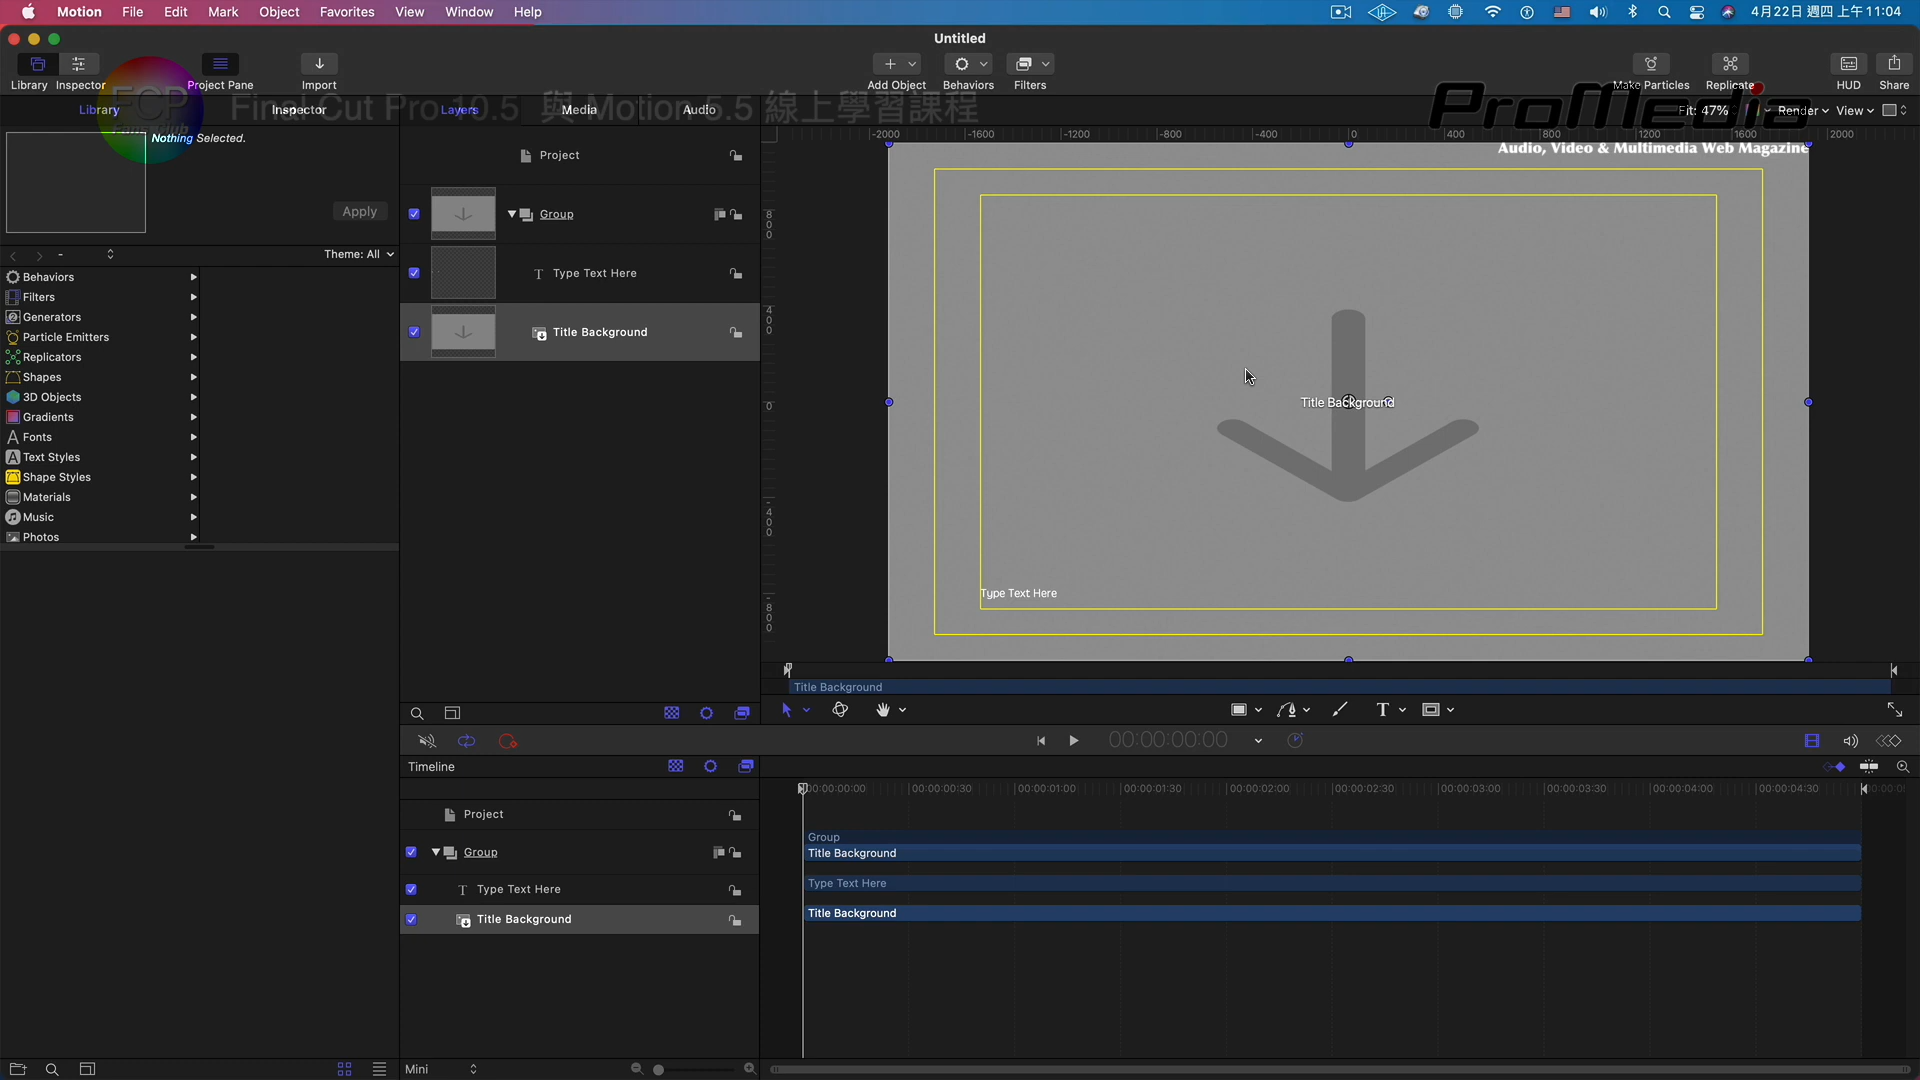 Motion File Edit Mark Object Favorites View Window Help 4月22日 週四 上午11:04
Untitled
Library Inspector Project Pane Import Add Object Behaviors Filters Make Particles Replicate HUD Share
FCP Final Cut Pro 10.5 與 Motion 5.5 線上學習課程
Fans Hub
ProMedia
Audio, Video & Multimedia Web Magazine
Library Inspector Layers Media Audio Fit: 47% Render View
Nothing Selected.
Apply
Theme: All
Behaviors
Filters
Generators
Particle Emitters
Replicators
Shapes
3D Objects
Gradients
Fonts
Text Styles
Shape Styles
Materials
Music
Photos
Project
Group
Type Text Here
Title Background
-2000 -1600 -1200 -800 -400 0 400 800 1200 1600 2000
800
400
0
-400
-800
Title Background
Type Text Here
Title Background
00:00:00:00
Timeline
00:00:00:00 00:00:00:30 00:00:01:00 00:00:01:30 00:00:02:00 00:00:02:30 00:00:03:00 00:00:03:30 00:00:04:00 00:00:04:30
Project
Group
Type Text Here
Title Background
Group
Title Background
Type Text Here
Title Background
Mini